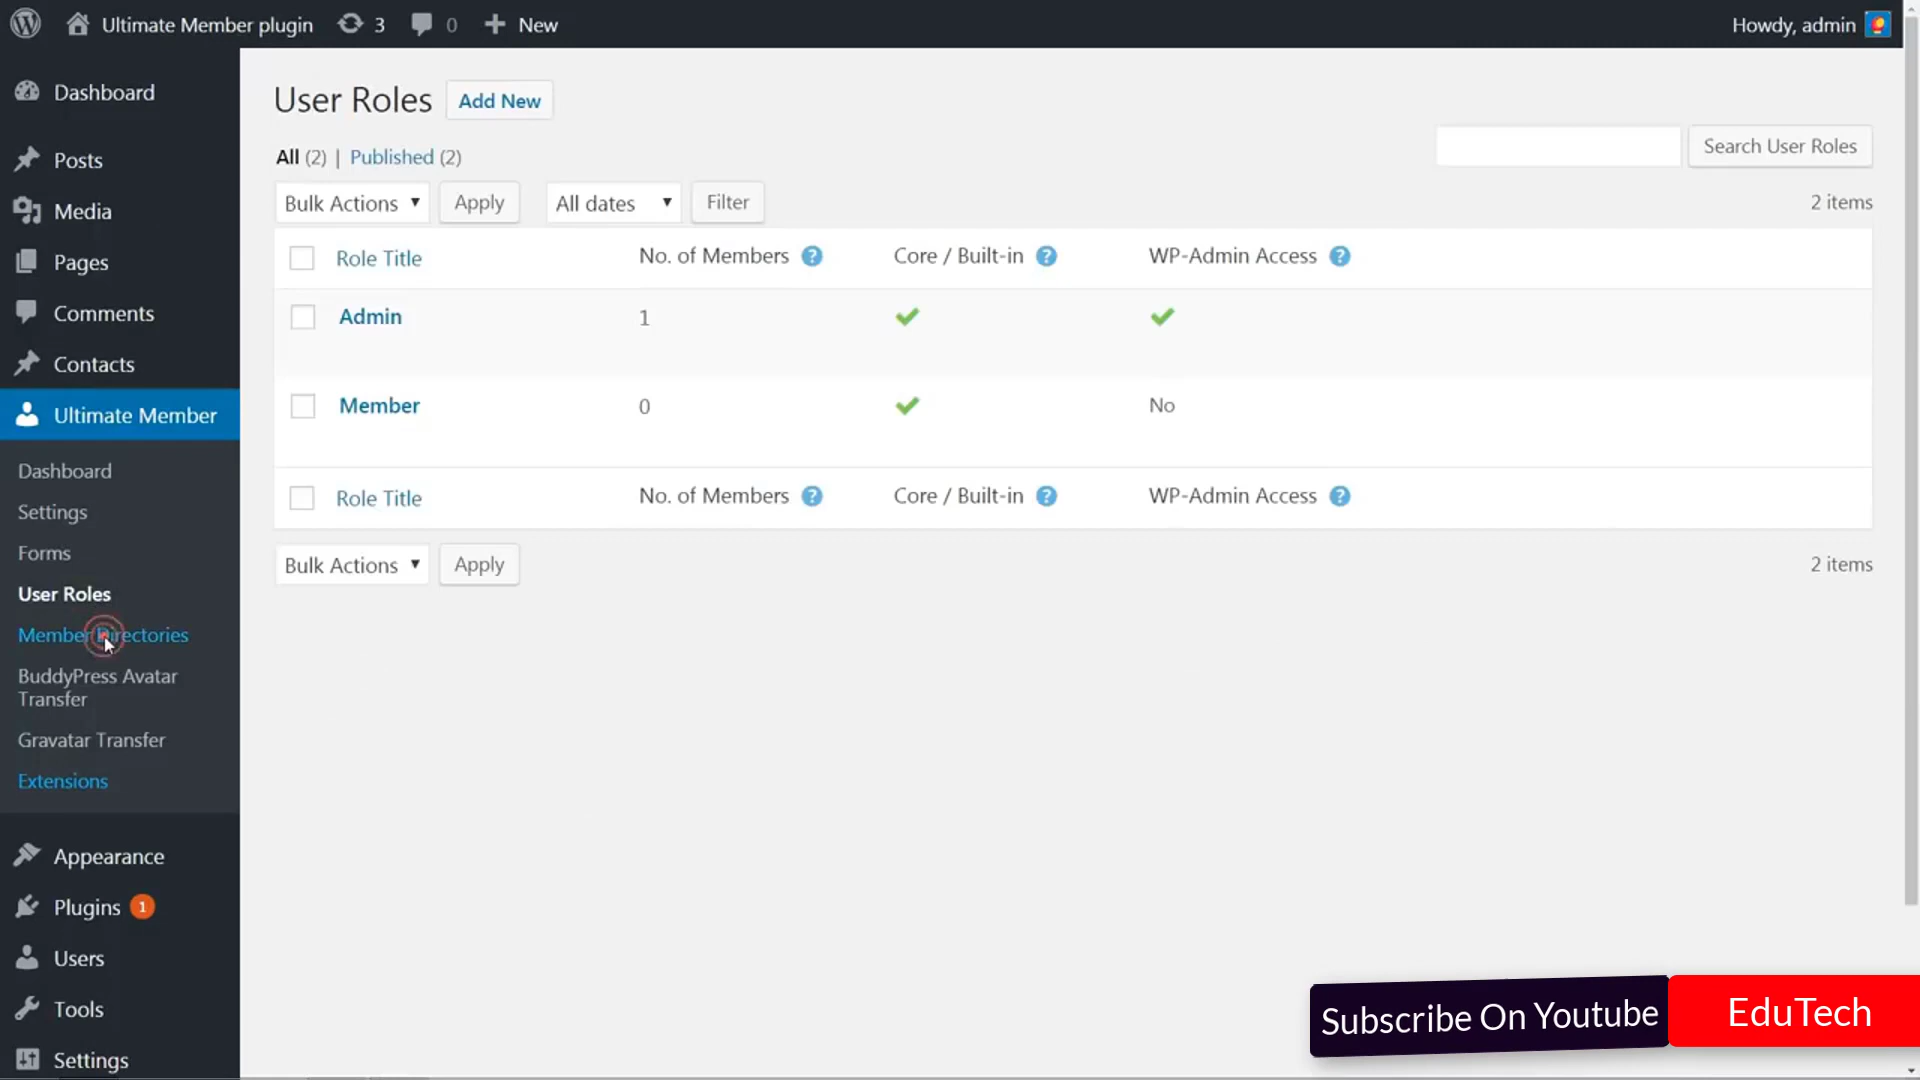 Ultimate Member plugin 3 0 New Howdy, admin
Dashboard
Posts
Media
Pages
Comments
Contacts
Ultimate Member
Dashboard
Settings
Forms
User Roles
Member Directories
BuddyPress Avatar
Transfer
Gravatar Transfer
Extensions
Appearance
Plugins 1
Users
Tools
Settings
User Roles Add New
All (2) | Published (2)
Search User Roles
Bulk Actions Apply All dates Filter 2 items
Role Title No. of Members ? Core / Built-in ? WP-Admin Access ?
Admin 1
Member 0 No
Role Title No. of Members ? Core / Built-in ? WP-Admin Access ?
Bulk Actions Apply 2 items
Subscribe On Youtube EduTech